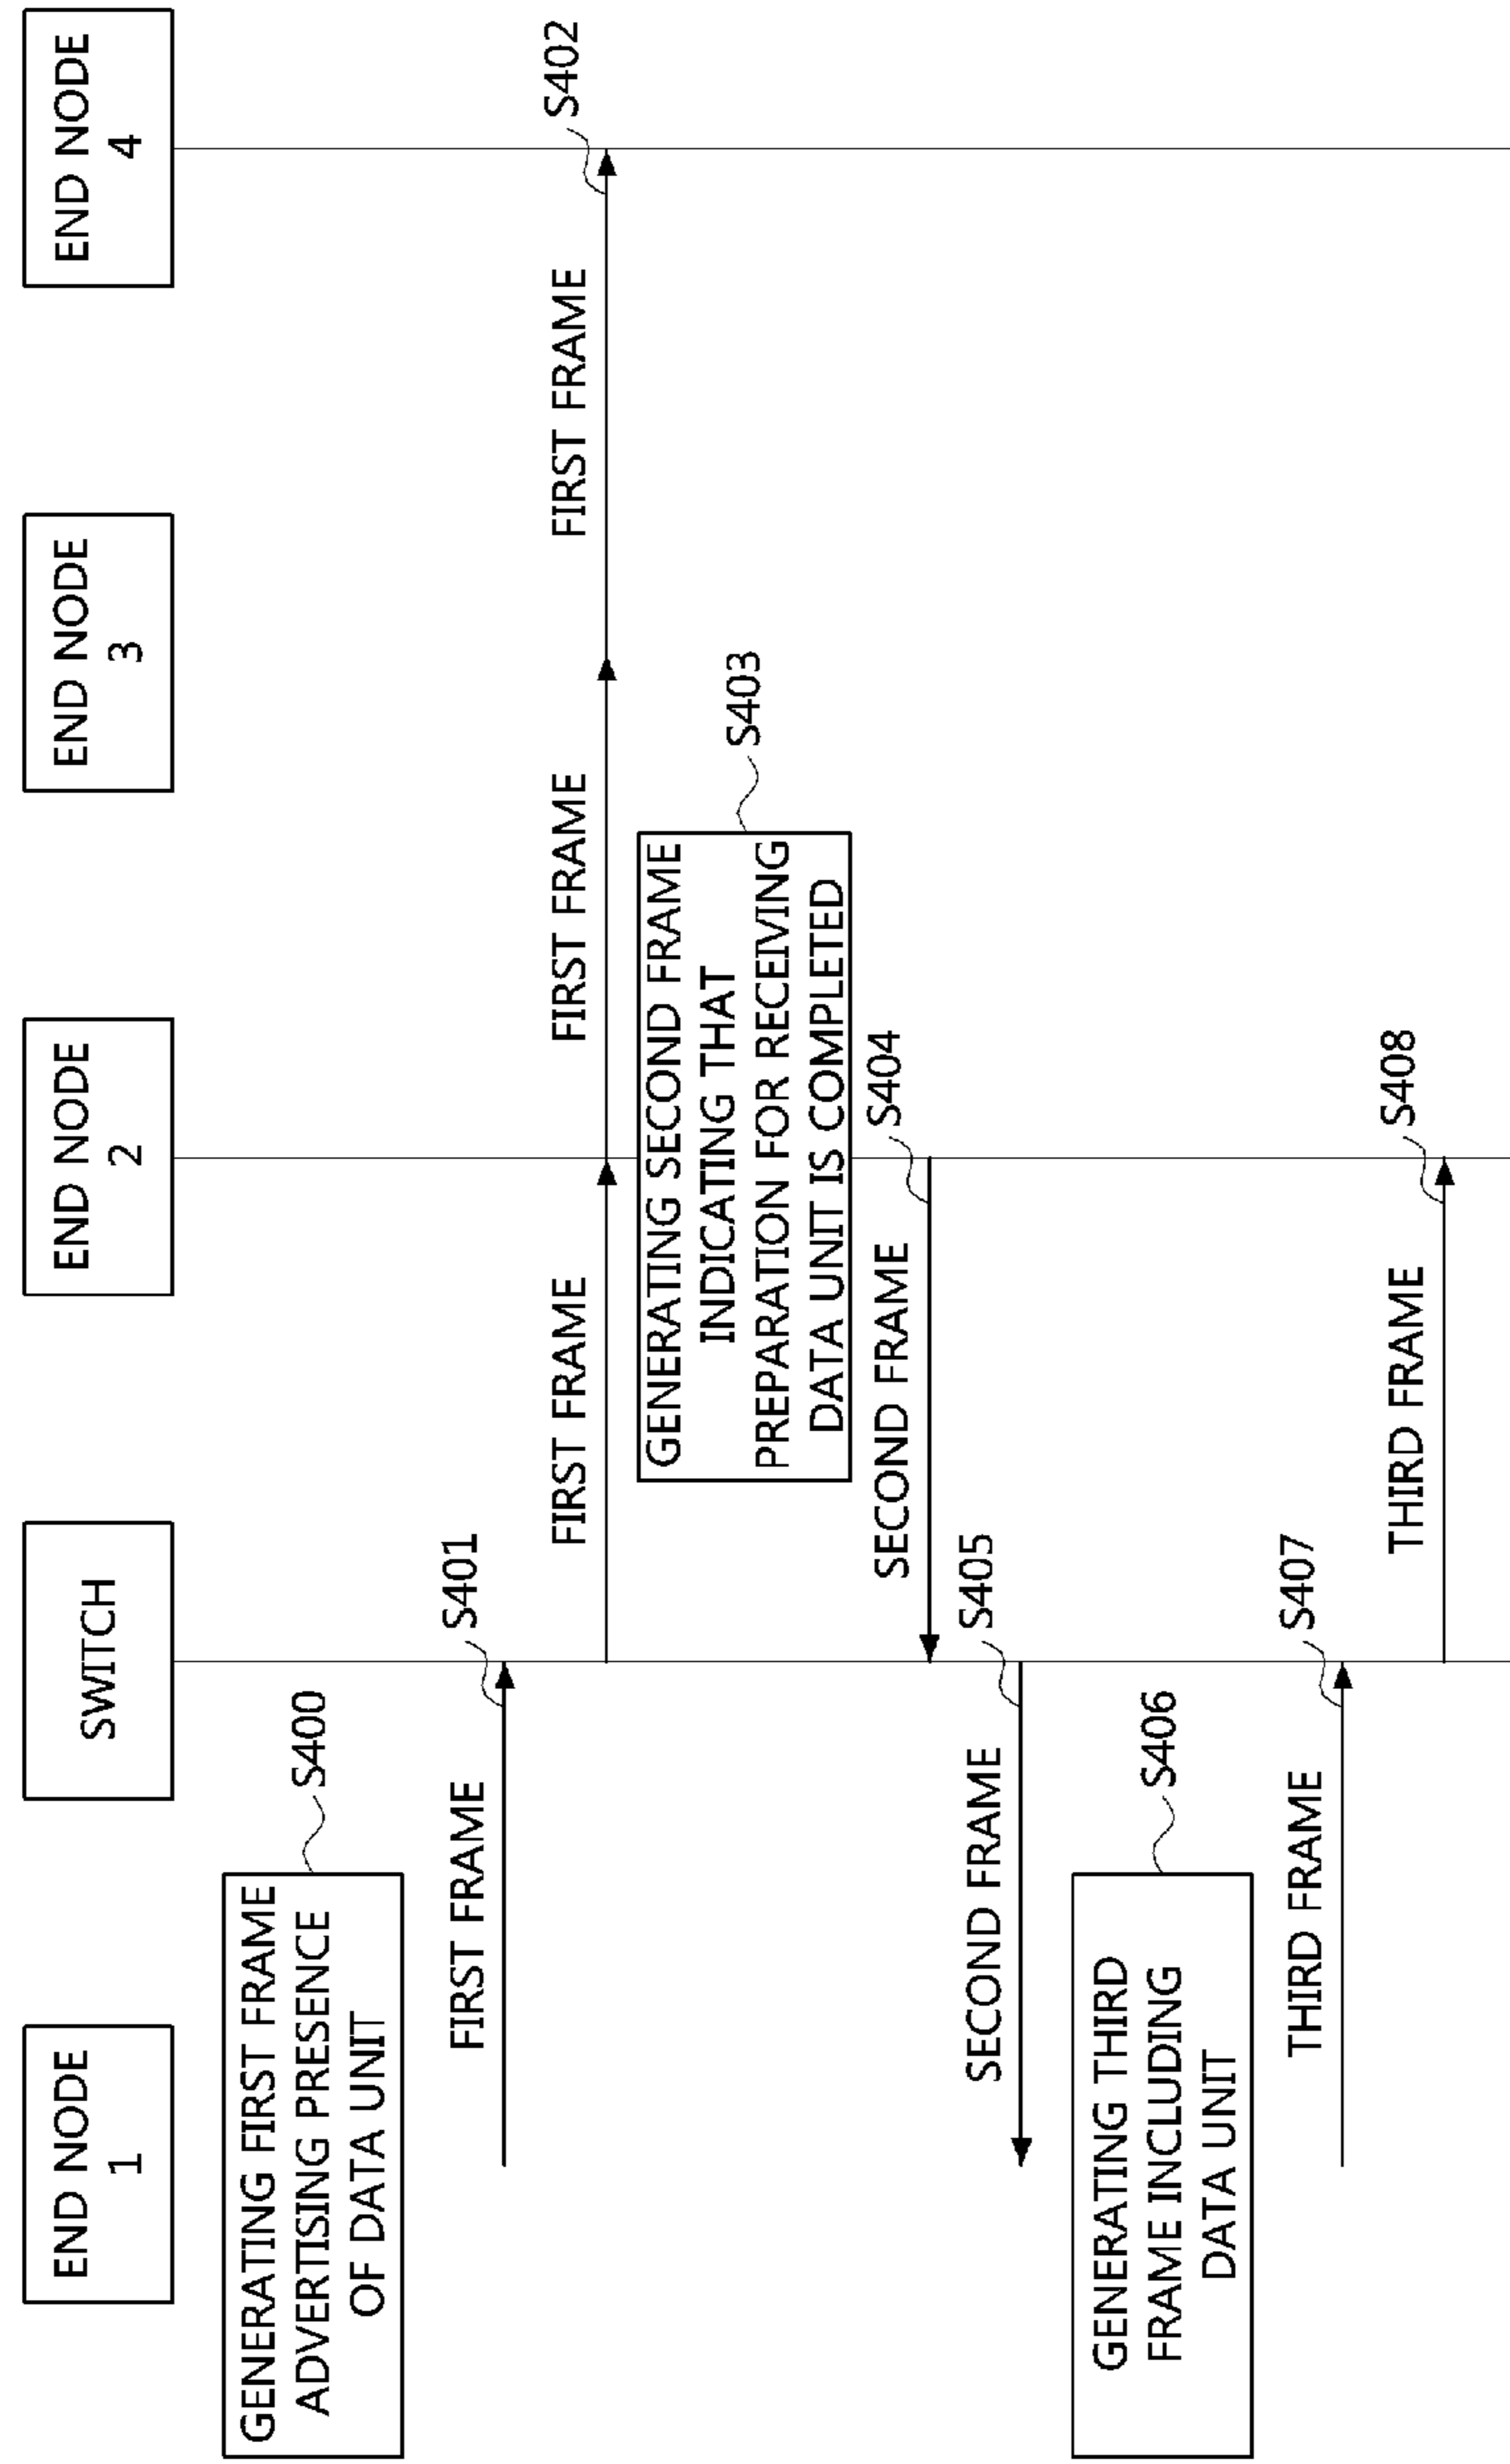 END NODE
1
SWITCH
END NODE
2
END NODE
3
END NODE
4
GENERATING FIRST FRAME
ADVERTISING PRESENCE
OF DATA UNIT
S400
FIRST FRAME
S401
FIRST FRAME
FIRST FRAME
FIRST FRAME
S402
GENERATING SECOND FRAME
INDICATING THAT
PREPARATION FOR RECEIVING
DATA UNIT IS COMPLETED
S403
SECOND FRAME
S404
SECOND FRAME
S405
GENERATING THIRD
FRAME INCLUDING
DATA UNIT
S406
THIRD FRAME
S407
THIRD FRAME
S408